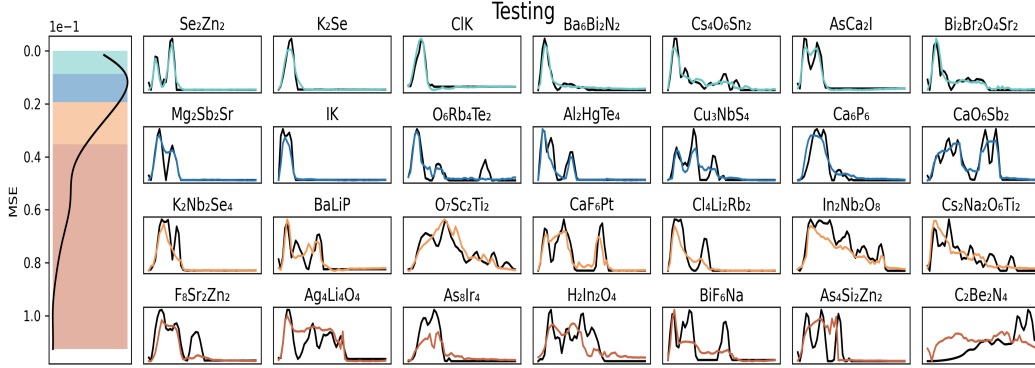 Testing
1e−1
Se₂Zn₂ K₂Se ClK Ba₆Bi₂N₂ Cs₄O₆Sn₂ AsCa₂I Bi₂Br₂O₄Sr₂
0.0
0.2
Mg₂Sb₂Sr IK O₆Rb₄Te₂ Al₂HgTe₄ Cu₃NbS₄ Ca₆P₆ CaO₆Sb₂
0.4
MSE
0.6
K₂Nb₂Se₄ BaLiP O₇Sc₂Ti₂ CaF₆Pt Cl₄Li₂Rb₂ In₂Nb₂O₈ Cs₂Na₂O₆Ti₂
0.8
F₈Sr₂Zn₂ Ag₄Li₄O₄ As₈Ir₄ H₂In₂O₄ BiF₆Na As₄Si₂Zn₂ C₂Be₂N₄
1.0